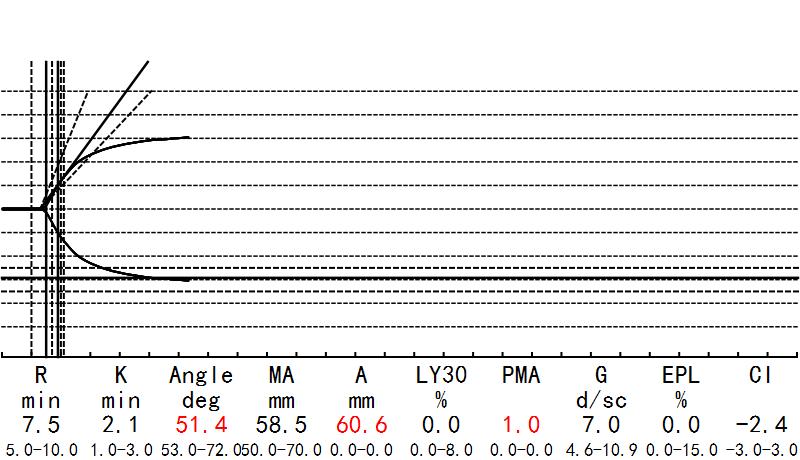 R K Angle MA A LY30 PMA G EPL CI
min min deg mm mm % d/sc %
7.5 2.1 51.4 58.5 60.6 0.0 1.0 7.0 0.0 -2.4
5.0-10.0 1.0-3.0 53.0-72.0 50.0-70.0 0.0-0.0 0.0-8.0 0.0-0.0 4.6-10.9 0.0-15.0 -3.0-3.0